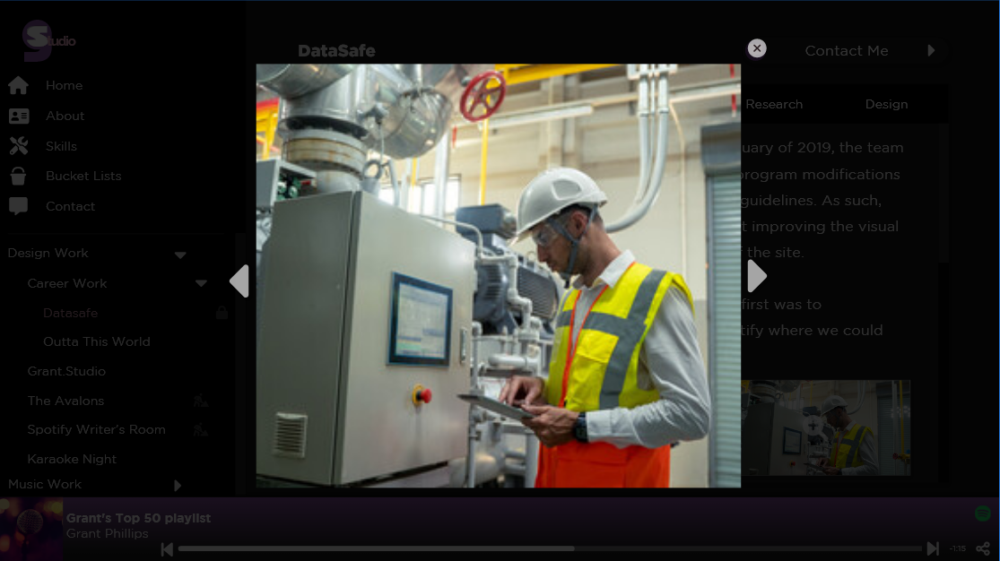 Studio
DataSafe
Contact Me
Home
About
Skills
Bucket Lists
Contact
Research
Design
uary of 2019, the team
program modifications
guidelines. As such,
t improving the visual
f the site.
first was to
tify where we could
Design Work
Career Work
Datasafe
Outta This World
Grant.Studio
The Avalons
Spotify Writer's Room
Karaoke Night
Music Work
Grant's Top 50 playlist
Grant Phillips
-1:15